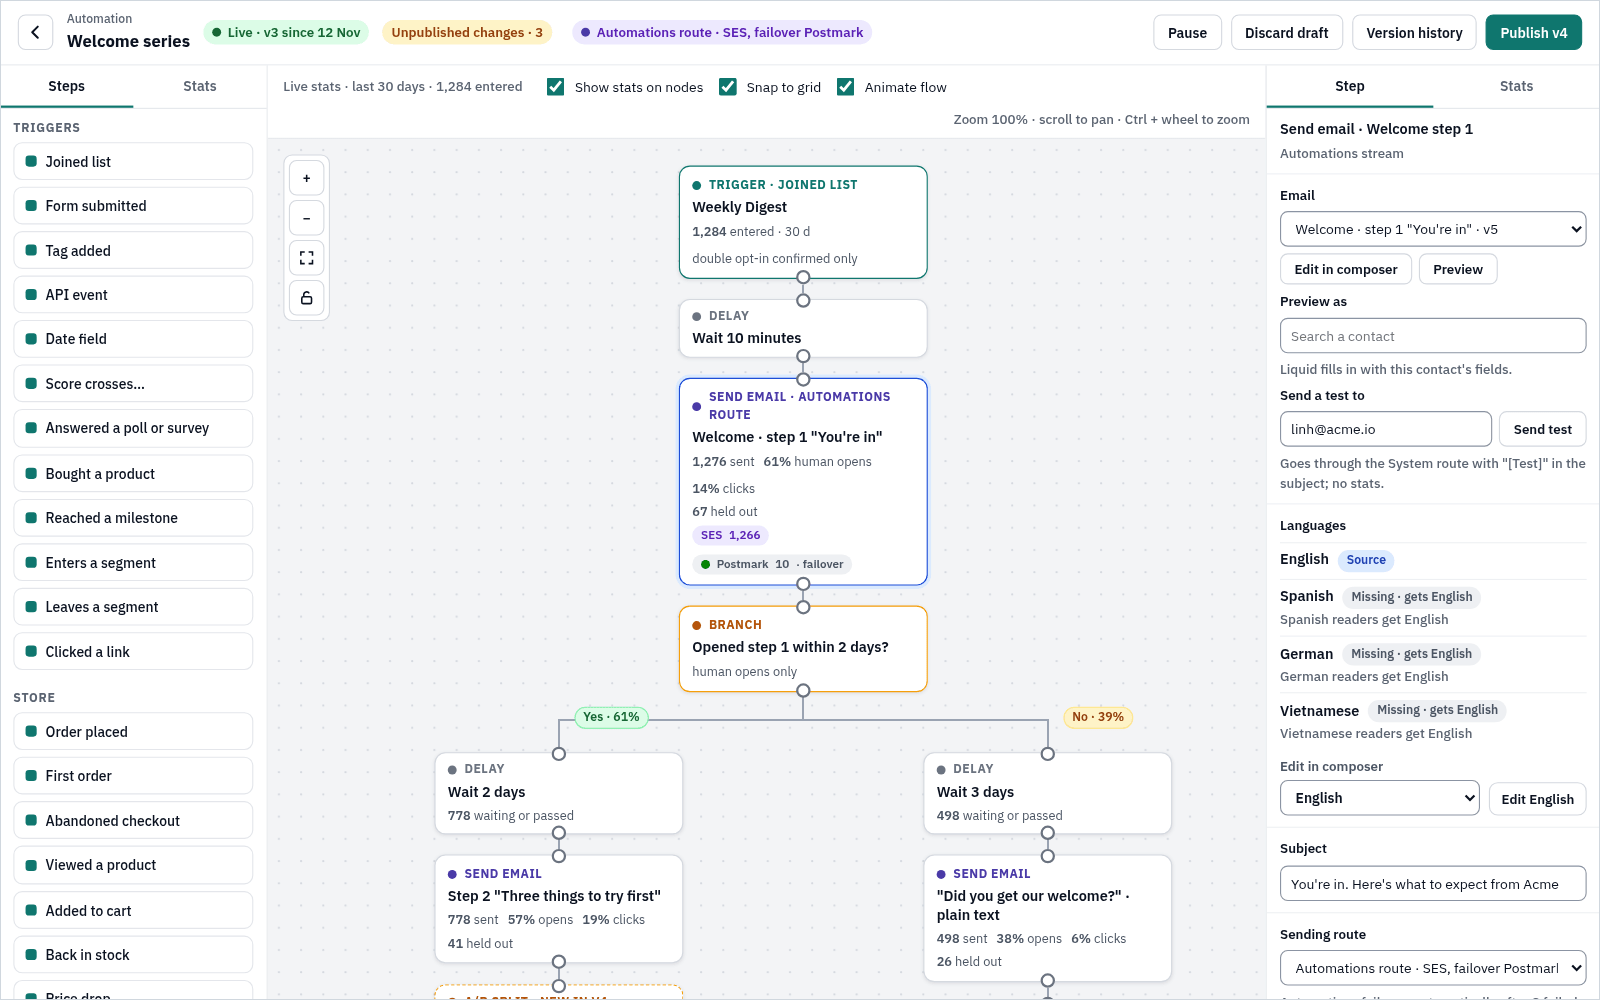 Automation
Welcome series
Live · v3 since 12 Nov
Unpublished changes · 3
Automations route · SES, failover Postmark
Pause
Discard draft
Version history
Publish v4
Steps
Stats
TRIGGERS
Joined list
Form submitted
Tag added
API event
Date field
Score crosses...
Answered a poll or survey
Bought a product
Reached a milestone
Enters a segment
Leaves a segment
Clicked a link
STORE
Order placed
First order
Abandoned checkout
Viewed a product
Added to cart
Back in stock
Price drop
Live stats · last 30 days · 1,284 entered
Show stats on nodes
Snap to grid
Animate flow
Zoom 100% · scroll to pan · Ctrl + wheel to zoom
+
−
TRIGGER · JOINED LIST
Weekly Digest
1,284 entered · 30 d
double opt-in confirmed only
DELAY
Wait 10 minutes
SEND EMAIL · AUTOMATIONS
ROUTE
Welcome · step 1 "You're in"
1,276 sent 61% human opens
14% clicks
67 held out
SES 1,266
Postmark 10 · failover
BRANCH
Opened step 1 within 2 days?
human opens only
Yes · 61%
No · 39%
DELAY
Wait 2 days
778 waiting or passed
SEND EMAIL
Step 2 "Three things to try first"
778 sent 57% opens 19% clicks
41 held out
A/B SPLIT · NEW IN V4
DELAY
Wait 3 days
498 waiting or passed
SEND EMAIL
"Did you get our welcome?" ·
plain text
498 sent 38% opens 6% clicks
26 held out
Step
Stats
Send email · Welcome step 1
Automations stream
Email
Welcome · step 1 "You're in" · v5
Edit in composer
Preview
Preview as
Search a contact
Liquid fills in with this contact's fields.
Send a test to
linh@acme.io
Send test
Goes through the System route with "[Test]" in the
subject; no stats.
Languages
English
Source
Spanish
Missing · gets English
Spanish readers get English
German
Missing · gets English
German readers get English
Vietnamese
Missing · gets English
Vietnamese readers get English
Edit in composer
English
Edit English
Subject
You're in. Here's what to expect from Acme
Sending route
Automations route · SES, failover Postmark